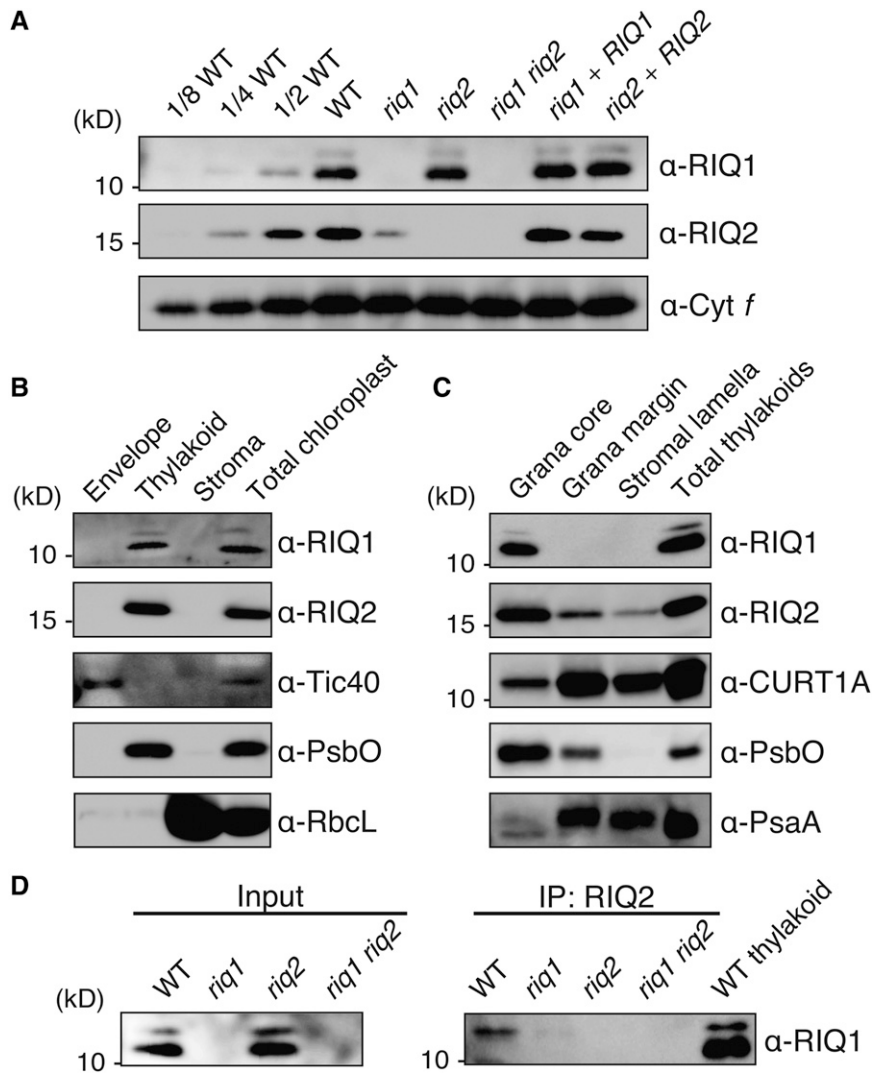 A
1/8 WT
1/4 WT
1/2 WT
WT
riq1
riq2
riq1 riq2
riq1 + RIQ1
riq2 + RIQ2
(kD)
10
α-RIQ1
15
α-RIQ2
α-Cyt f
B
Envelope
Thylakoid
Stroma
Total chloroplast
(kD)
10
α-RIQ1
15
α-RIQ2
α-Tic40
α-PsbO
α-RbcL
C
Grana core
Grana margin
Stromal lamella
Total thylakoids
(kD)
10
α-RIQ1
15
α-RIQ2
10
α-CURT1A
α-PsbO
α-PsaA
D
Input
WT
riq1
riq2
riq1 riq2
(kD)
10
IP: RIQ2
WT
riq1
riq2
riq1 riq2
WT thylakoid
10
α-RIQ1